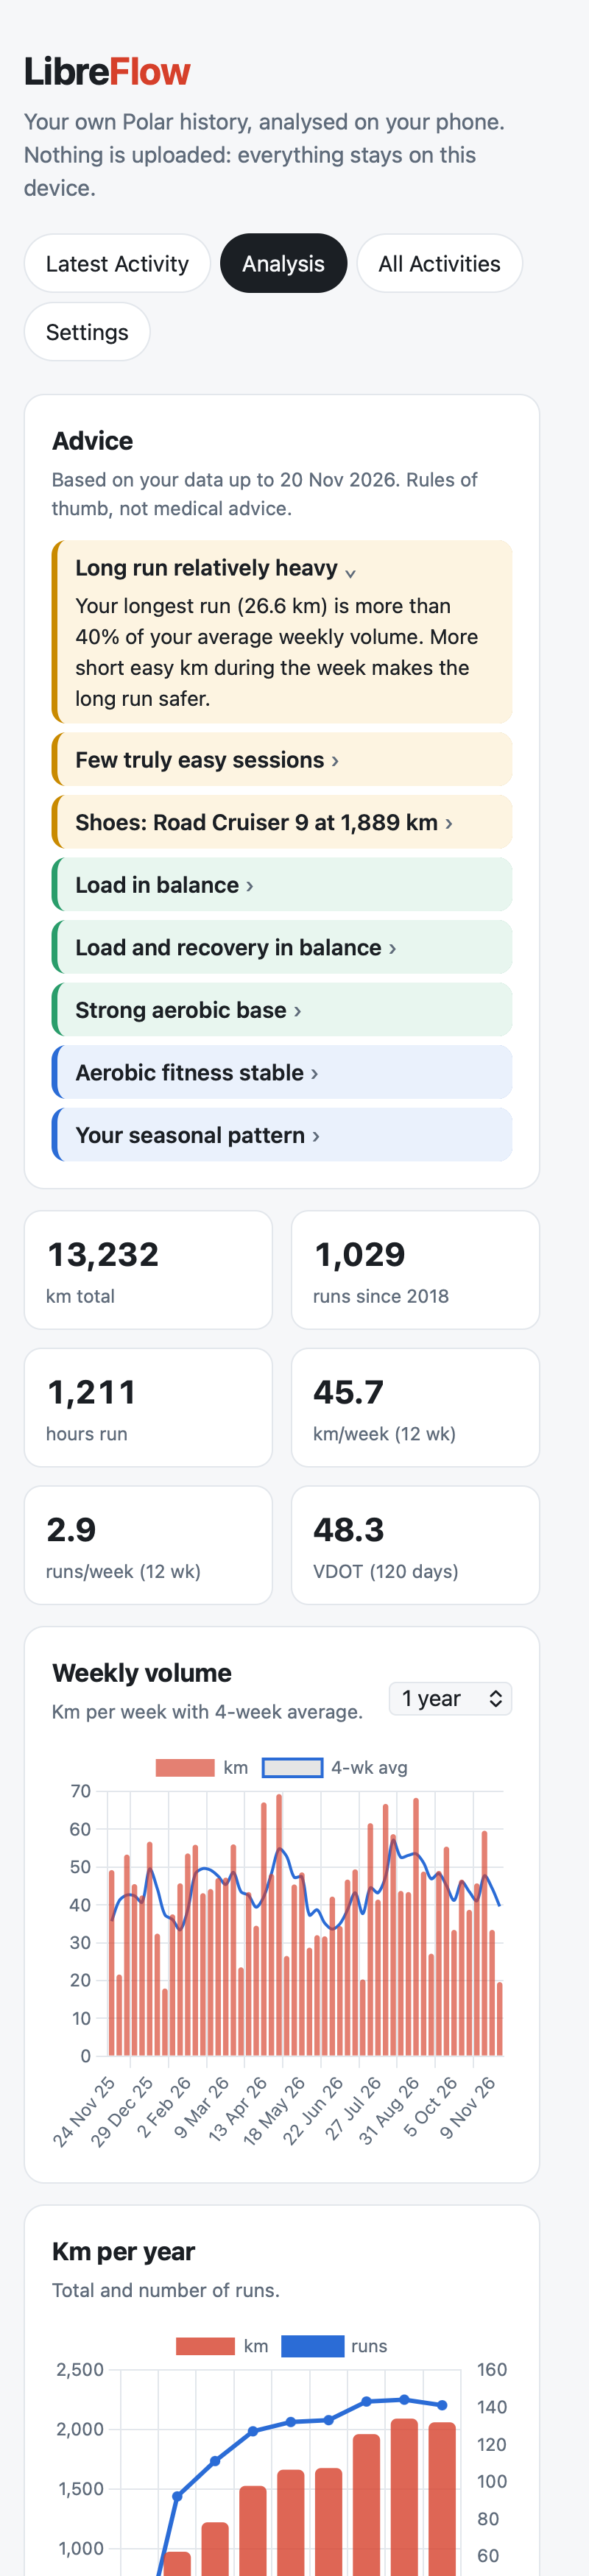 LibreFlow
Your own Polar history, analysed on your phone.
Nothing is uploaded: everything stays on this
device.
Latest Activity
Analysis
All Activities
Settings
Advice
Based on your data up to 20 Nov 2026. Rules of
thumb, not medical advice.
Long run relatively heavy
Your longest run (26.6 km) is more than
40% of your average weekly volume. More
short easy km during the week makes the
long run safer.
Few truly easy sessions ›
Shoes: Road Cruiser 9 at 1,889 km ›
Load in balance ›
Load and recovery in balance ›
Strong aerobic base ›
Aerobic fitness stable ›
Your seasonal pattern ›
13,232
km total
1,029
runs since 2018
1,211
hours run
45.7
km/week (12 wk)
2.9
runs/week (12 wk)
48.3
VDOT (120 days)
Weekly volume
Km per week with 4-week average.
1 year
km
4-wk avg
70
60
50
40
30
20
10
0
24 Nov 25
29 Dec 25
2 Feb 26
9 Mar 26
13 Apr 26
18 May 26
22 Jun 26
27 Jul 26
31 Aug 26
5 Oct 26
9 Nov 26
Km per year
Total and number of runs.
km
runs
2,500
2,000
1,500
1,000
160
140
120
100
80
60